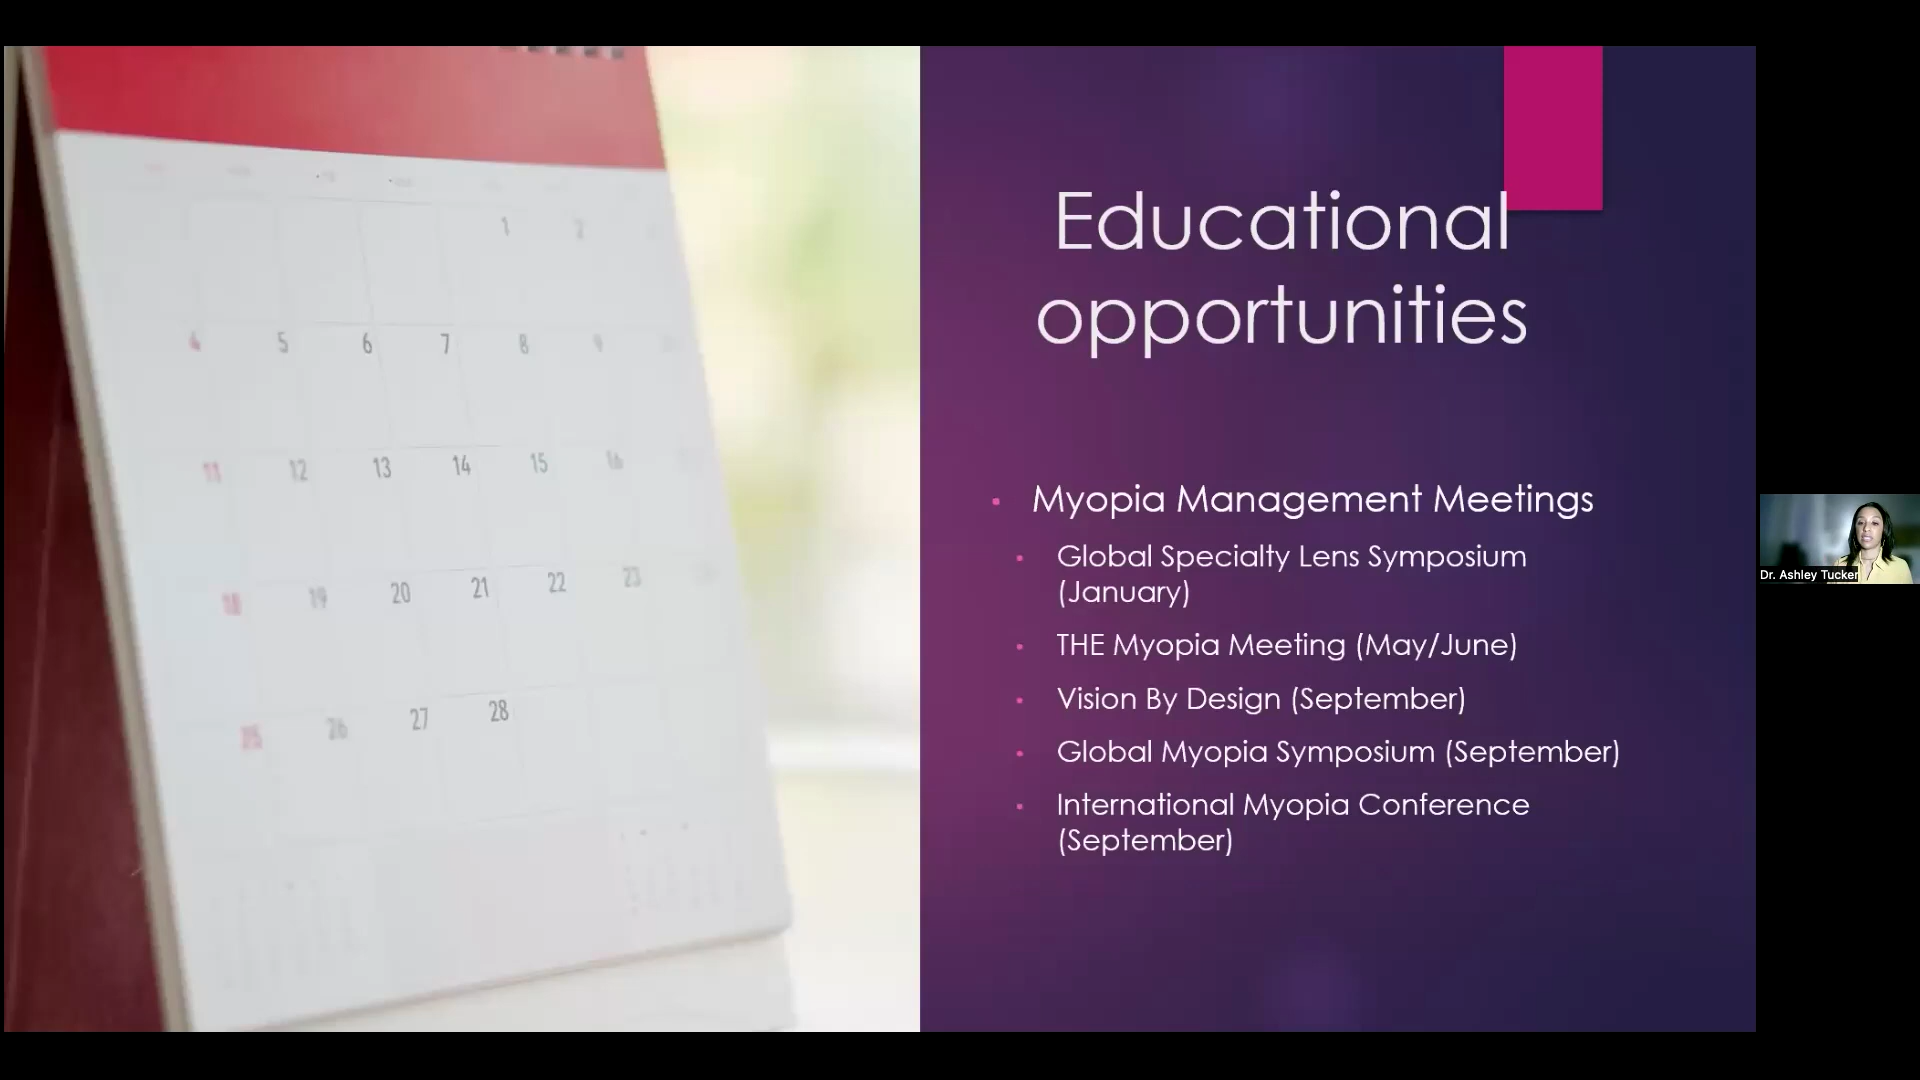 Educational
opportunities
Myopia Management Meetings
Global Specialty Lens Symposium
(January)
THE Myopia Meeting (May/June)
Vision By Design (September)
Global Myopia Symposium (September)
International Myopia Conference
(September)
1 2
4 5 6 7 8 9
11 12 13 14 15 16
18 19 20 21 22 23
25 26 27 28
Dr. Ashley Tucker